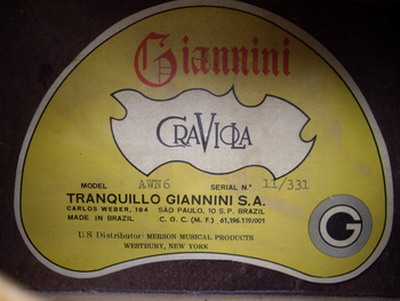 Giannini
CRAVIOLA
MODEL AWN6 SERIAL N.º 11/331
TRANQUILLO GIANNINI S.A.
CARLOS WEBER, 184 SÃO PAULO, 10 S.P. BRAZIL
MADE IN BRAZIL C.G.C. (M.F.) 61,196.119/001
G
U.S Distributor: MERSON MUSICAL PRODUCTS
WESTBURY, NEW YORK